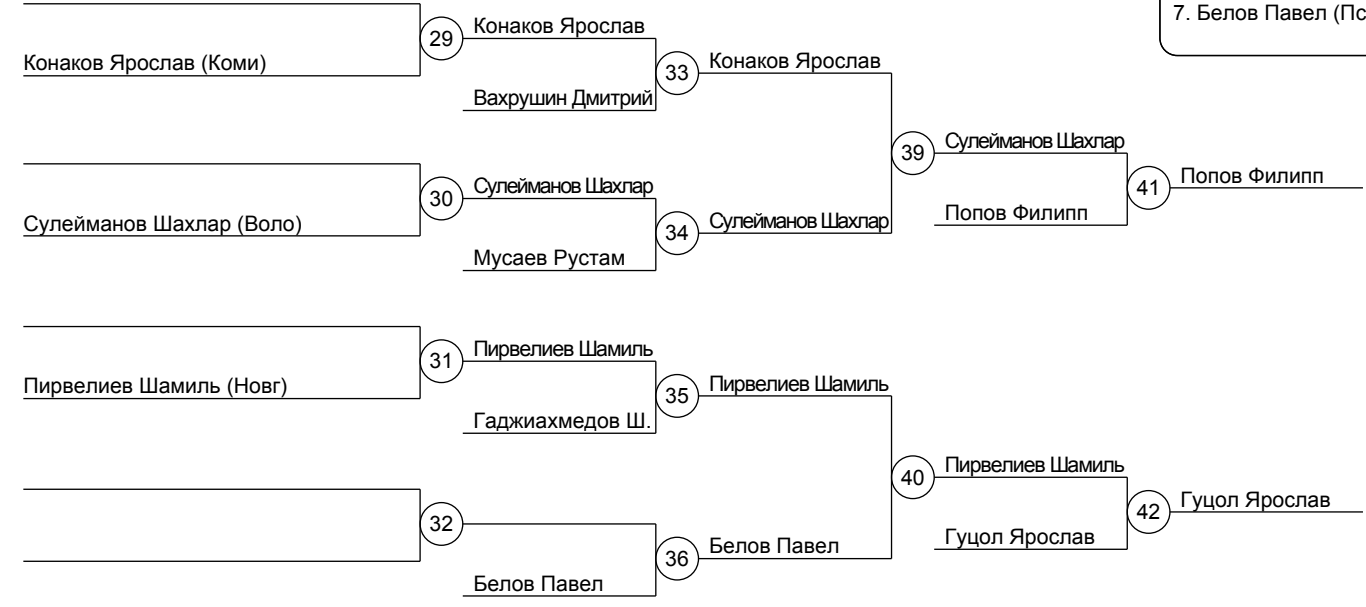 7. Белов Павел (Пс
29
Конаков Ярослав
Конаков Ярослав (Коми)
33
Конаков Ярослав
Вахрушин Дмитрий
39
Сулейманов Шахлар
30
Сулейманов Шахлар
41
Попов Филипп
Сулейманов Шахлар (Воло)
34
Сулейманов Шахлар
Попов Филипп
Мусаев Рустам
31
Пирвелиев Шамиль
Пирвелиев Шамиль (Новг)
35
Пирвелиев Шамиль
Гаджиахмедов Ш.
40
Пирвелиев Шамиль
42
Гуцол Ярослав
32
Гуцол Ярослав
36
Белов Павел
Белов Павел